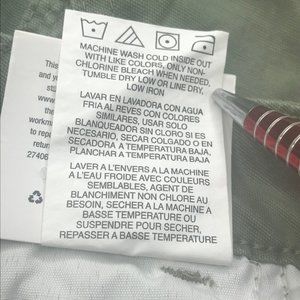 MACHINE WASH COLD INSIDE OUT
WITH LIKE COLORS, ONLY NON-
CHLORINE BLEACH WHEN NEEDED,
TUMBLE DRY LOW OR LINE DRY,
LOW IRON
LAVAR EN LAVADORA CON AGUA
FRIA AL REVES CON COLORES
SIMILARES, USAR SOLO
BLANQUEADOR SIN CLORO SI ES
NECESARIO, SECAR COLGADO O EN
SECADORA A TEMPERATURA BAJA,
PLANCHAR A TEMPERATURA BAJA
LAVER A L'ENVERS A LA MACHINE
A L'EAU FROIDE AVEC COULEURS
SEMBLABLES, AGENT DE
BLANCHIMENT NON CHLORE AU
BESOIN, SECHER A LA MACHINE A
BASSE TEMPERATURE OU
SUSPENDRE POUR SECHER,
REPASSER A BASSE TEMPERATURE
This
and y
the
workm
to repa
return
27406